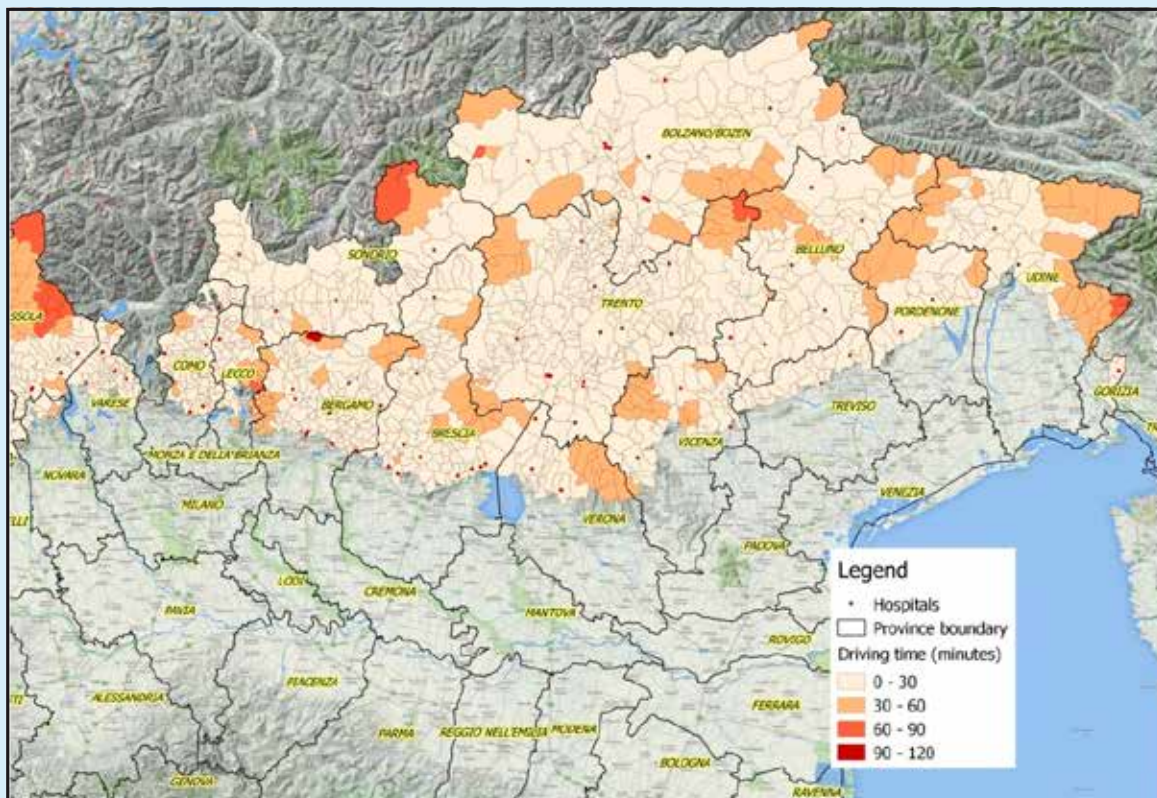 BOLZANO/BOZEN
SONDRIO
BELLUNO
UDINE
SSOLA
TRENTO
PORDENONE
COMO
LECCO
VARESE
BERGAMO
GORIZIA
TREVISO
BRESCIA
VICENZA
MONZA E DELLA BRIANZA
NOVARA
VENEZIA
MILANO
VERONA
ELLI
PADOVA
LODI
CREMONA
MANTOVA
PAVIA
ROVIGO
PIACENZA
ALESSANDRIA
FERRARA
PARMA
REGGIO NELL'EMILIA
MODENA
BOLOGNA
GENOVA
RAVENNA
Legend
Hospitals
Province boundary
Driving time (minutes)
0 - 30
30 - 60
60 - 90
90 - 120